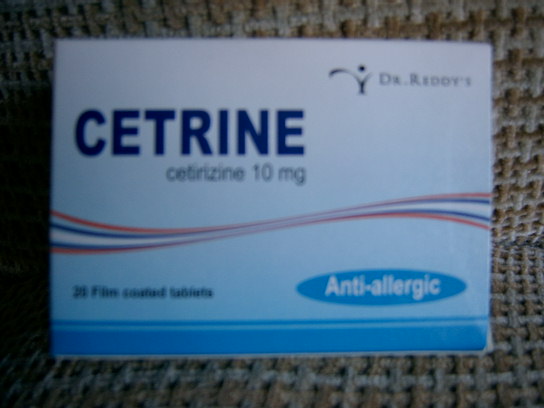 DR.REDDY'S
CETRINE
cetirizine 10 mg
20 Film coated tablets
Anti-allergic